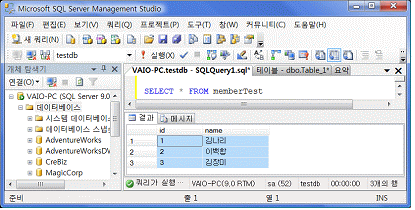 Microsoft SQL Server Management Studio
파일(F) 편집(E) 보기(V) 쿼리(Q) 프로젝트(P) 도구(T) 창(W) 커뮤니티(C) 도움말(H)
새 쿼리(N)
testdb 실행(X)
개체 탐색기
연결(O)
VAIO-PC (SQL Server 9.0
데이터베이스
시스템 데이터베이스
데이터베이스 스냅
AdventureWorks
AdventureWorksDW
CreBiz
MagicCorp
VAIO-PC.testdb - SQLQuery1.sql* 테이블 - dbo.Table_1* 요약
SELECT * FROM memberTest
결과 메시지
id name
1 1 김나리
2 2 이백합
3 3 김장미
쿼리가 실행 ... VAIO-PC(9.0 RTM) sa (52) testdb 00:00:00 3개의 행
준비 줄 1 열 1 INS